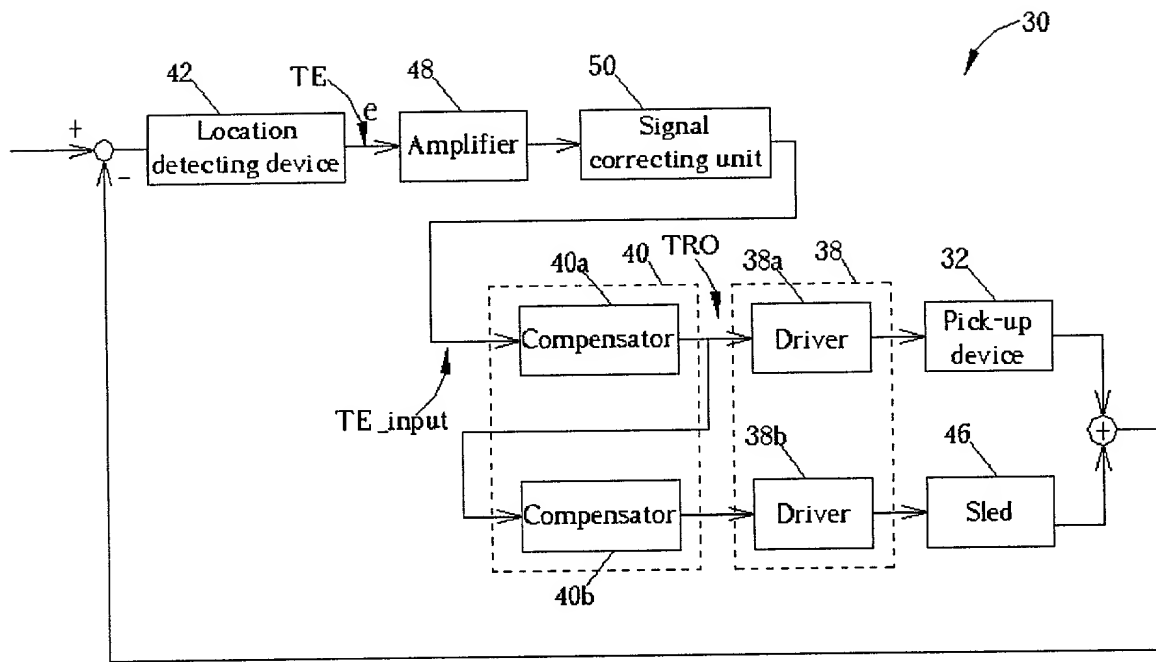 30
42
TE
48
50
e
+
Location
detecting device
Amplifier
Signal
correcting unit
−
TRO
40a
40
38a
38
32
Compensator
Driver
Pick-up
device
TE_input
+
38b
46
Compensator
Driver
Sled
40b